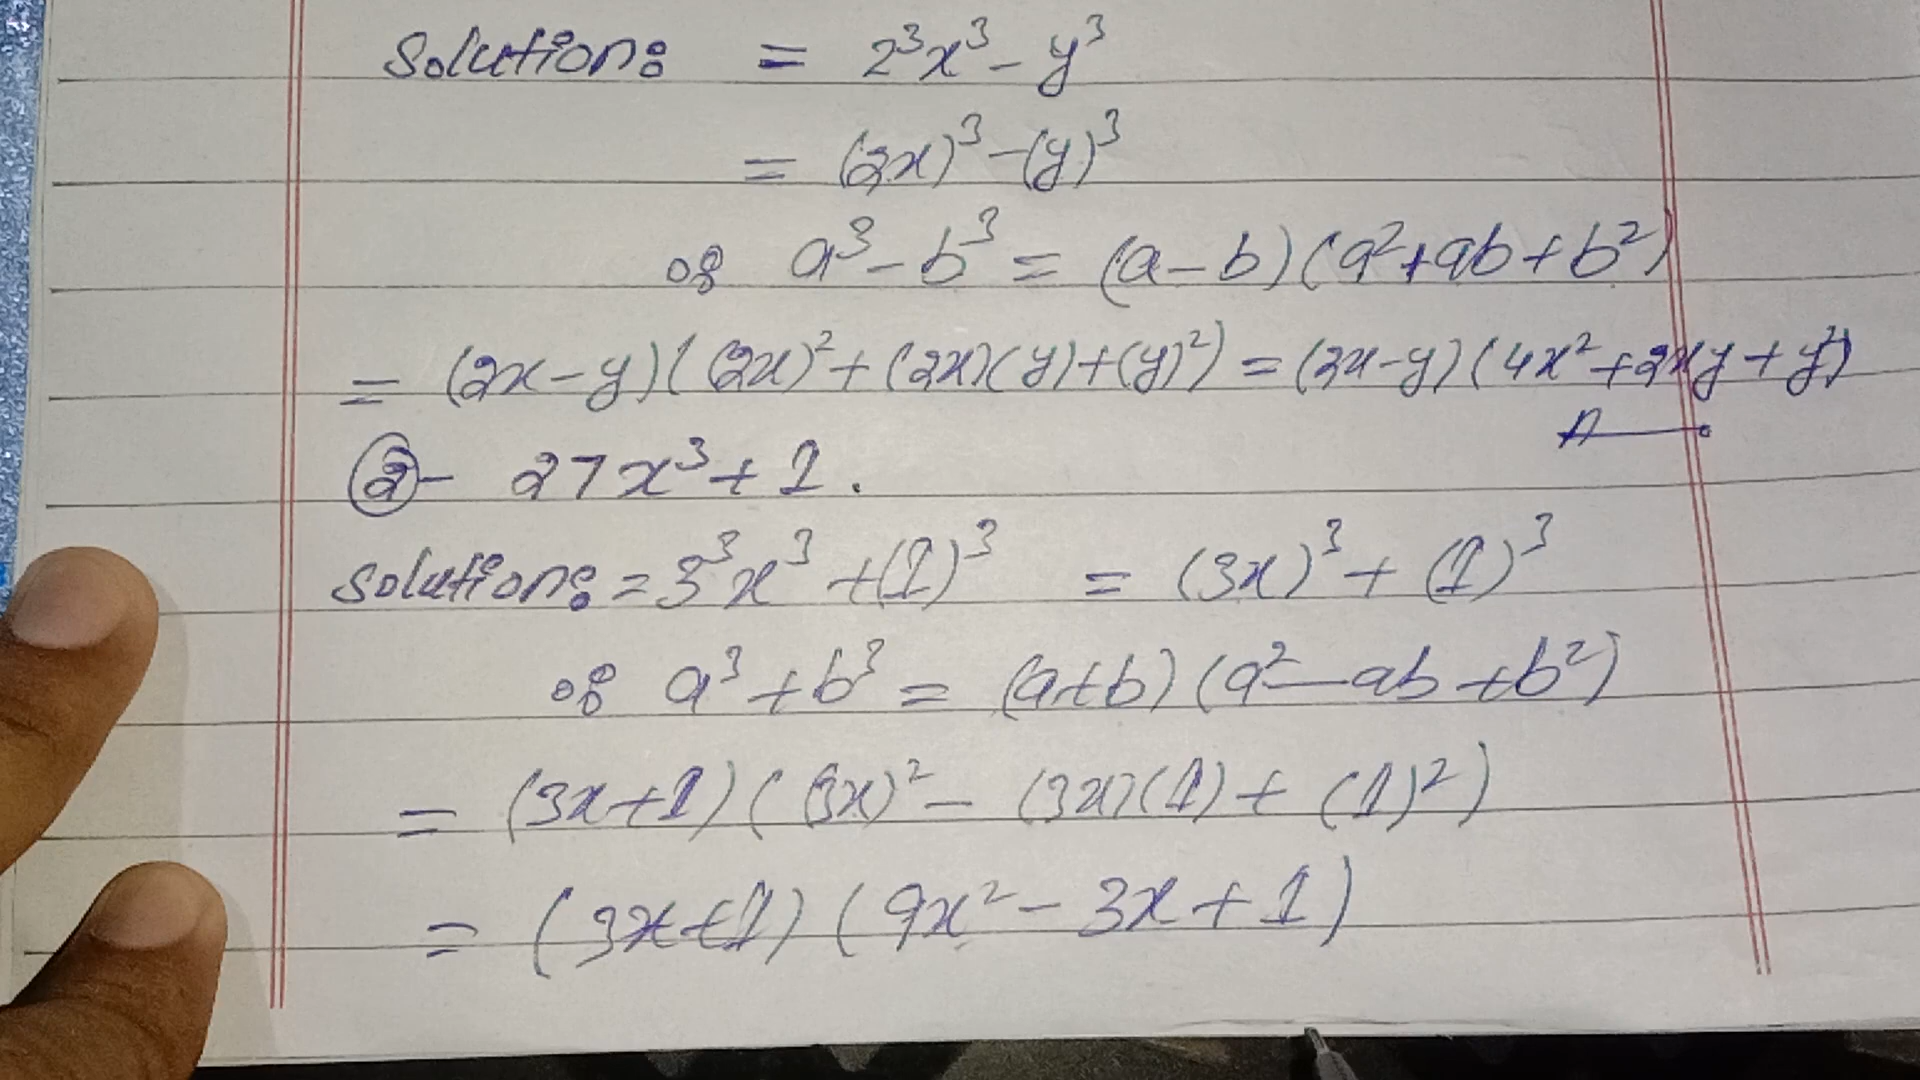 Solution: = 2³x³ - y³
= (2x)³ - (y)³
∵ a³ - b³ = (a - b) (a² + ab + b²)
= (2x - y) ( (2x)² + (2x)(y) + (y)²) = (2x - y) (4x² + 2xy + y²)
②- 27x³ + 1.
Solution: = 3³x³ + (1)³ = (3x)³ + (1)³
∵ a³ + b³ = (a+b) (a² - ab + b²)
= (3x+1) ( (3x)² - (3x)(1) + (1)²)
= (3x+1) (9x² - 3x + 1)